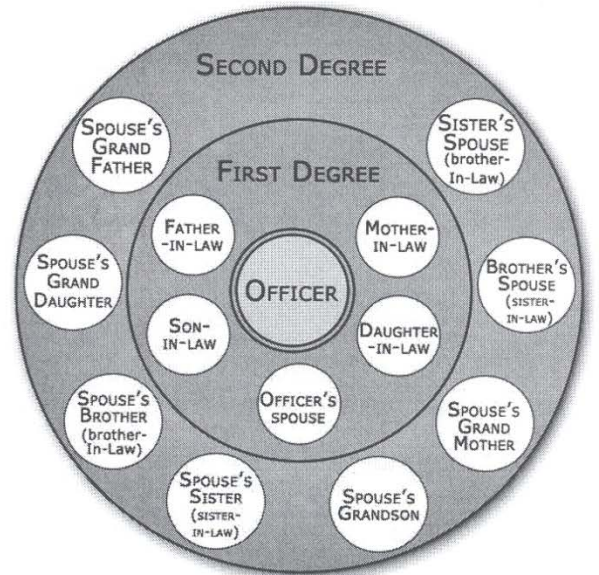 SECOND DEGREE
SPOUSE'S
GRAND
FATHER
SISTER'S
SPOUSE
(brother-
In-Law)
FIRST DEGREE
FATHER
-IN-LAW
MOTHER-
IN-LAW
SPOUSE'S
GRAND
DAUGHTER
OFFICER
BROTHER'S
SPOUSE
(SISTER-
IN-LAW)
SON-
IN-LAW
DAUGHTER
-IN-LAW
SPOUSE'S
BROTHER
(brother-
In-Law)
OFFICER'S
SPOUSE
SPOUSE'S
GRAND
MOTHER
SPOUSE'S
SISTER
(SISTER-
IN-LAW)
SPOUSE'S
GRANDSON